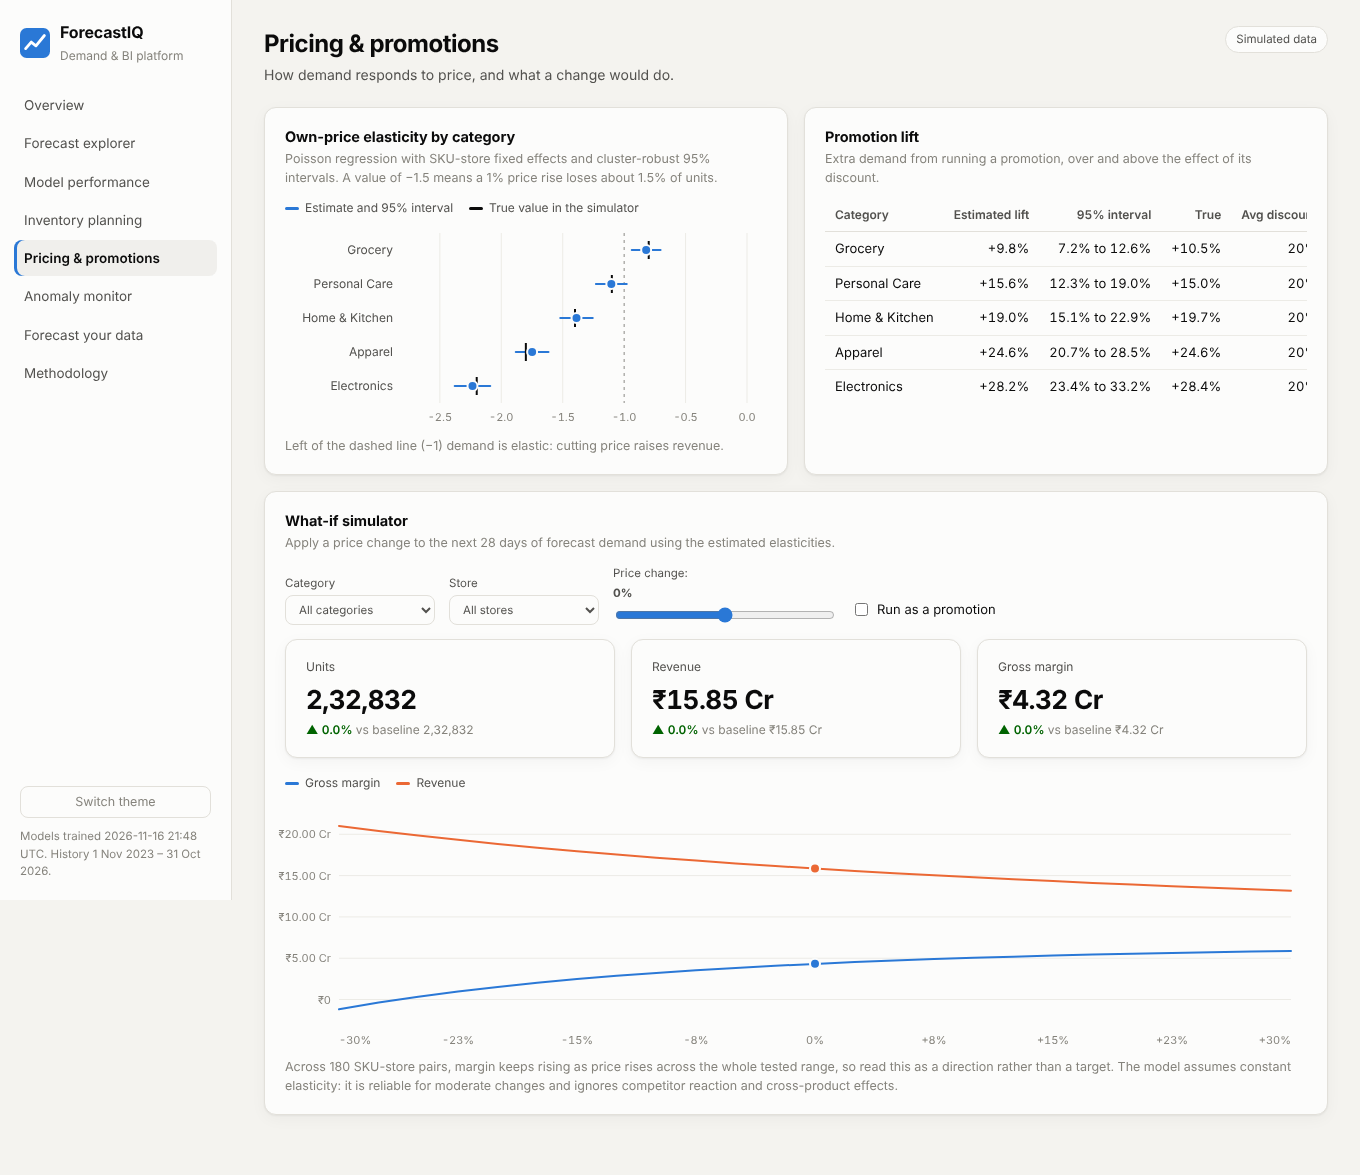 ForecastIQ
Demand & BI platform
Overview
Forecast explorer
Model performance
Inventory planning
Pricing & promotions
Anomaly monitor
Forecast your data
Methodology
Switch theme
Models trained 2026-11-16 21:48
UTC. History 1 Nov 2023 – 31 Oct
2026.
Pricing & promotions
Simulated data
How demand responds to price, and what a change would do.
Own-price elasticity by category
Poisson regression with SKU-store fixed effects and cluster-robust 95%
intervals. A value of −1.5 means a 1% price rise loses about 1.5% of units.
Estimate and 95% interval True value in the simulator
Grocery
Personal Care
Home & Kitchen
Apparel
Electronics
-2.5 -2.0 -1.5 -1.0 -0.5 0.0
Left of the dashed line (−1) demand is elastic: cutting price raises revenue.
Promotion lift
Extra demand from running a promotion, over and above the effect of its
discount.
Category Estimated lift 95% interval True Avg
Grocery +9.8% 7.2% to 12.6% +10.5% 20
Personal Care +15.6% 12.3% to 19.0% +15.0% 20
Home & Kitchen +19.0% 15.1% to 22.9% +19.7% 20
Apparel +24.6% 20.7% to 28.5% +24.6% 20
Electronics +28.2% 23.4% to 33.2% +28.4% 20
What-if simulator
Apply a price change to the next 28 days of forecast demand using the estimated elasticities.
Category Store Price change:
0%
All categories All stores Run as a promotion
Units
2,32,832
▲ 0.0% vs baseline 2,32,832
Revenue
₹15.85 Cr
▲ 0.0% vs baseline ₹15.85 Cr
Gross margin
₹4.32 Cr
▲ 0.0% vs baseline ₹4.32 Cr
Gross margin Revenue
₹20.00 Cr
₹15.00 Cr
₹10.00 Cr
₹5.00 Cr
₹0
-30% -23% -15% -8% 0% +8% +15% +23% +30%
Across 180 SKU-store pairs, margin keeps rising as price rises across the whole tested range, so read this as a direction rather than a target. The model assumes constant
elasticity: it is reliable for moderate changes and ignores competitor reaction and cross-product effects.